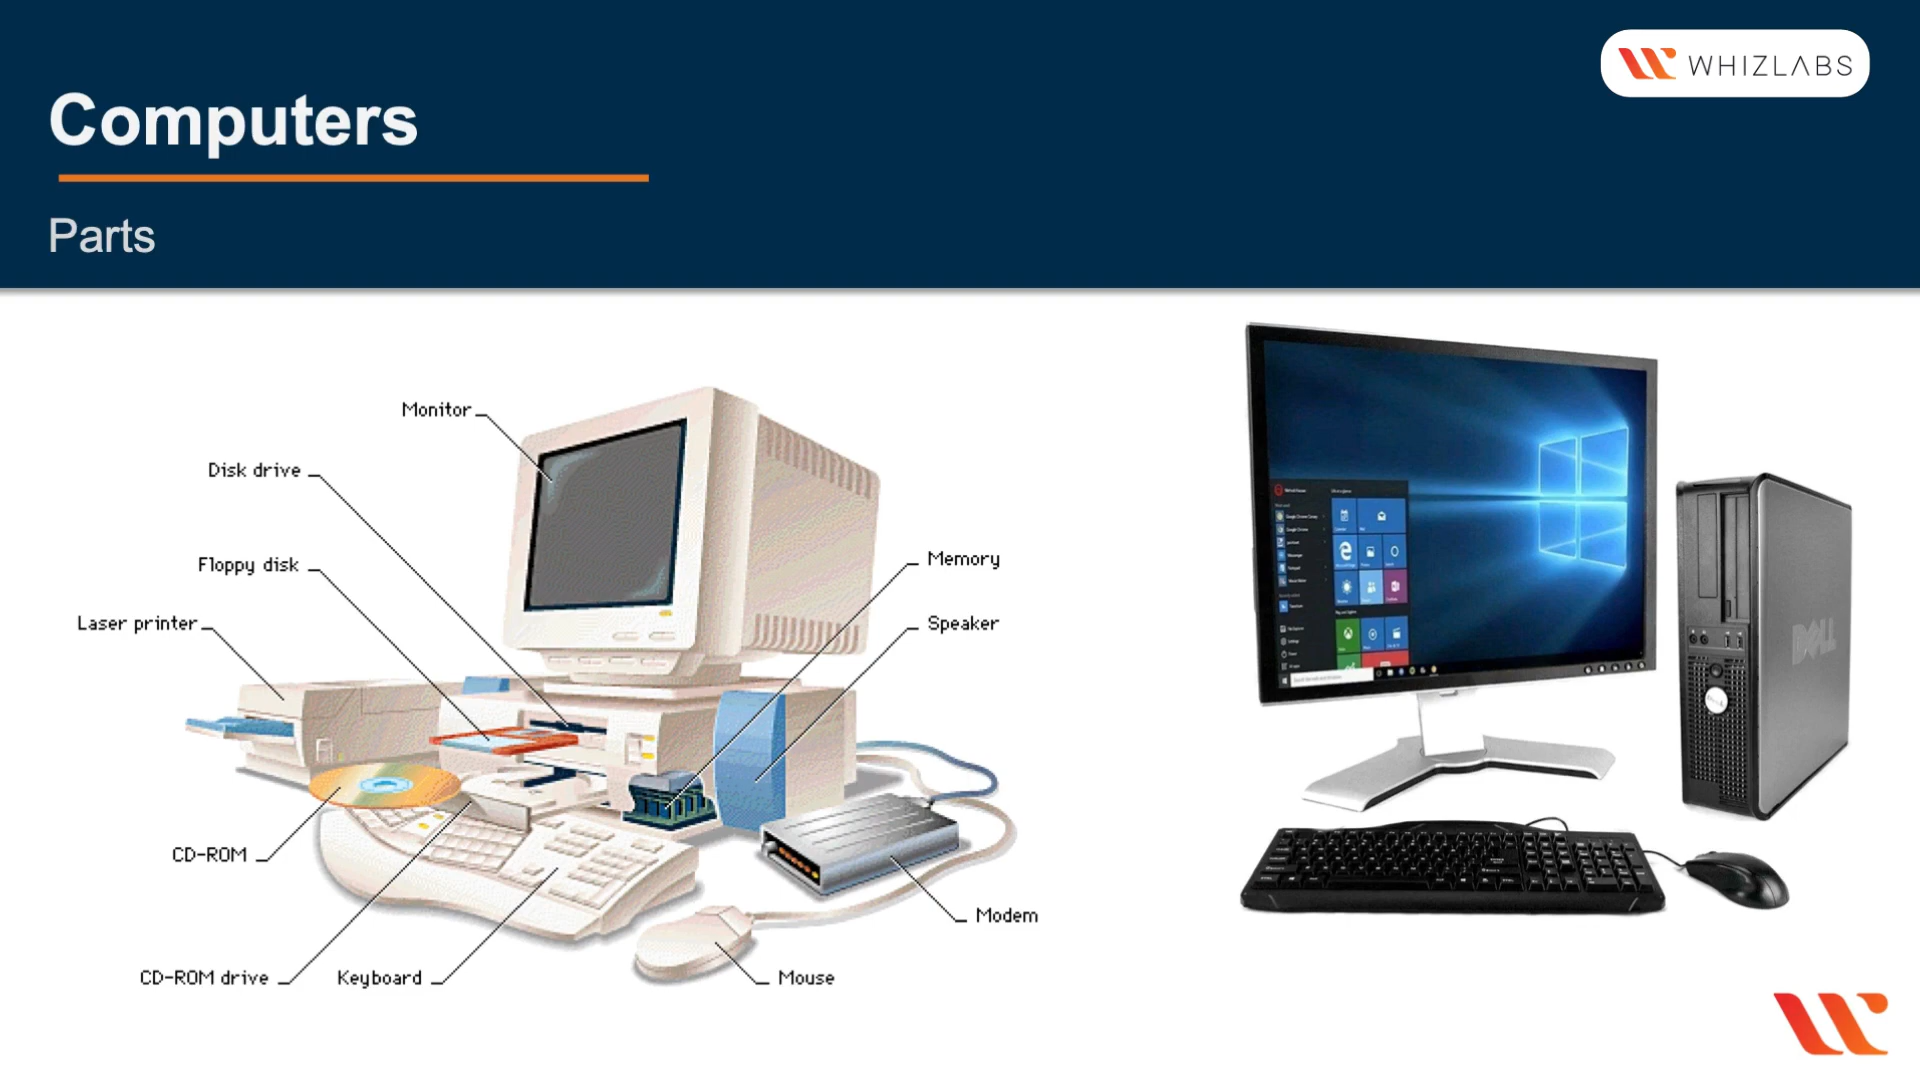 WHIZLABS
Computers
Parts
Monitor
Disk drive
Floppy disk
Laser printer
Memory
Speaker
CD-ROM
Modem
CD-ROM drive
Keyboard
Mouse
DELL